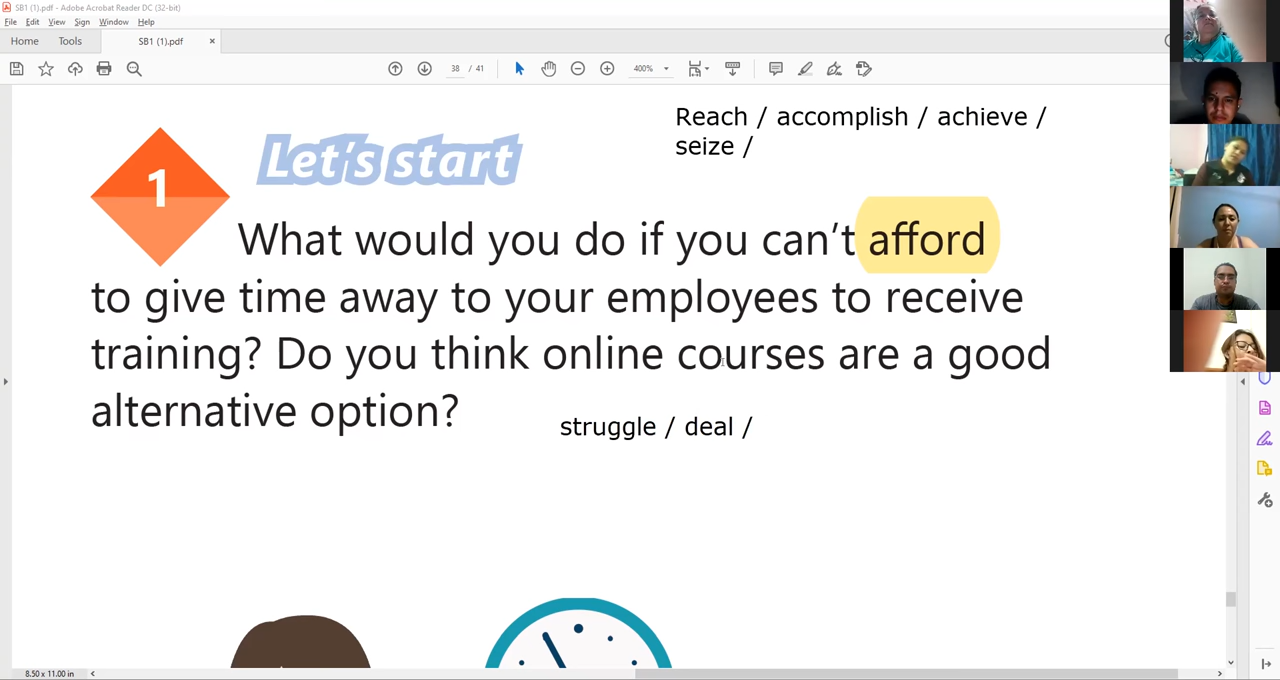 SB1 (1).pdf - Adobe Acrobat Reader DC (32-bit)
File Edit View Sign Window Help
Home Tools SB1 (1).pdf ×
38 / 41 400%
Reach / accomplish / achieve /
seize /
1 Let's start
What would you do if you can't afford
to give time away to your employees to receive
training? Do you think online courses are a good
alternative option?
struggle / deal /
8.50 x 11.00 in